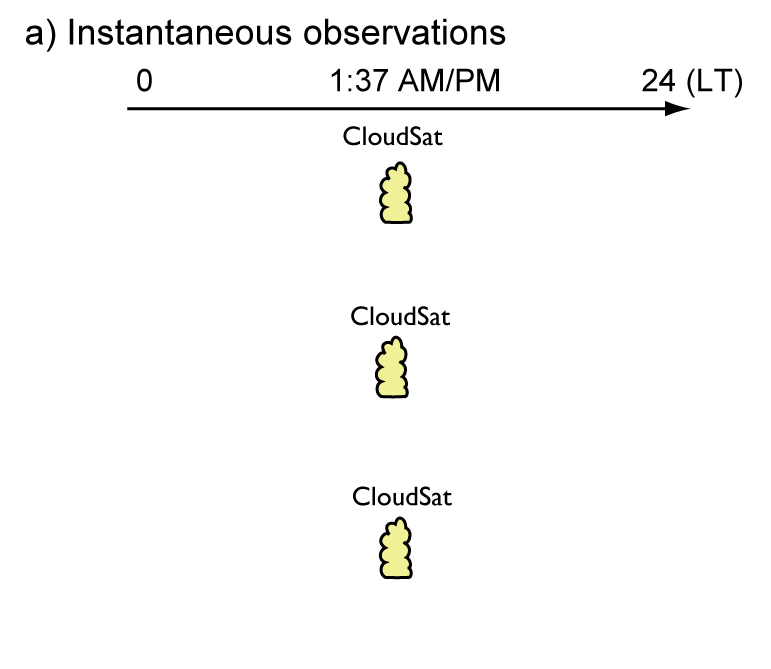 a) Instantaneous observations
0 1:37 AM/PM 24 (LT)
CloudSat
CloudSat
CloudSat